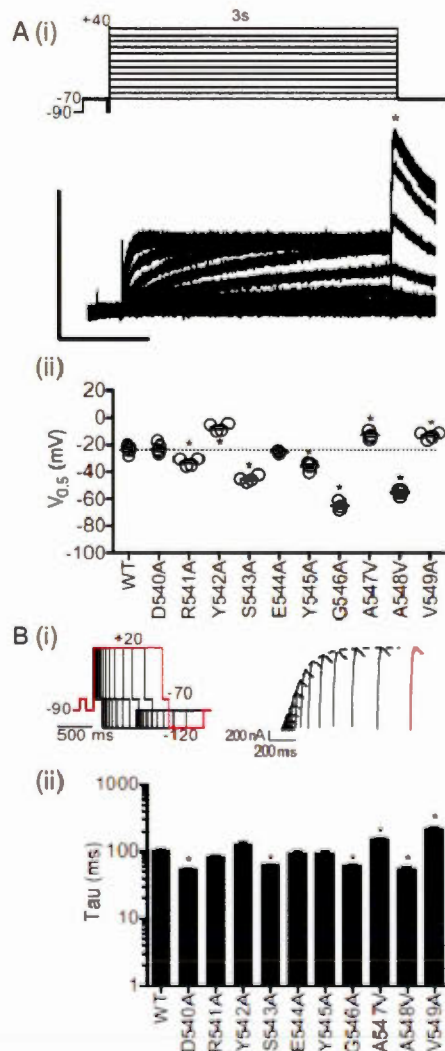 A (i)
+40
3s
-70
-90
*
(ii)
V0.5 (mV)
20
0
-20
-40
-60
-80
-100
* * * * * * * *
WT
D540A
R541A
Y542A
S543A
E544A
Y545A
G546A
A547V
A548V
V549A
B (i)
+20
-70
-90
-120
500 ms
200 nA
200ms
(ii)
Tau (ms)
1000
100
10
1
* * * * * *
WT
D540A
R541A
Y542A
S543A
E544A
Y545A
G546A
A547V
A548V
V549A